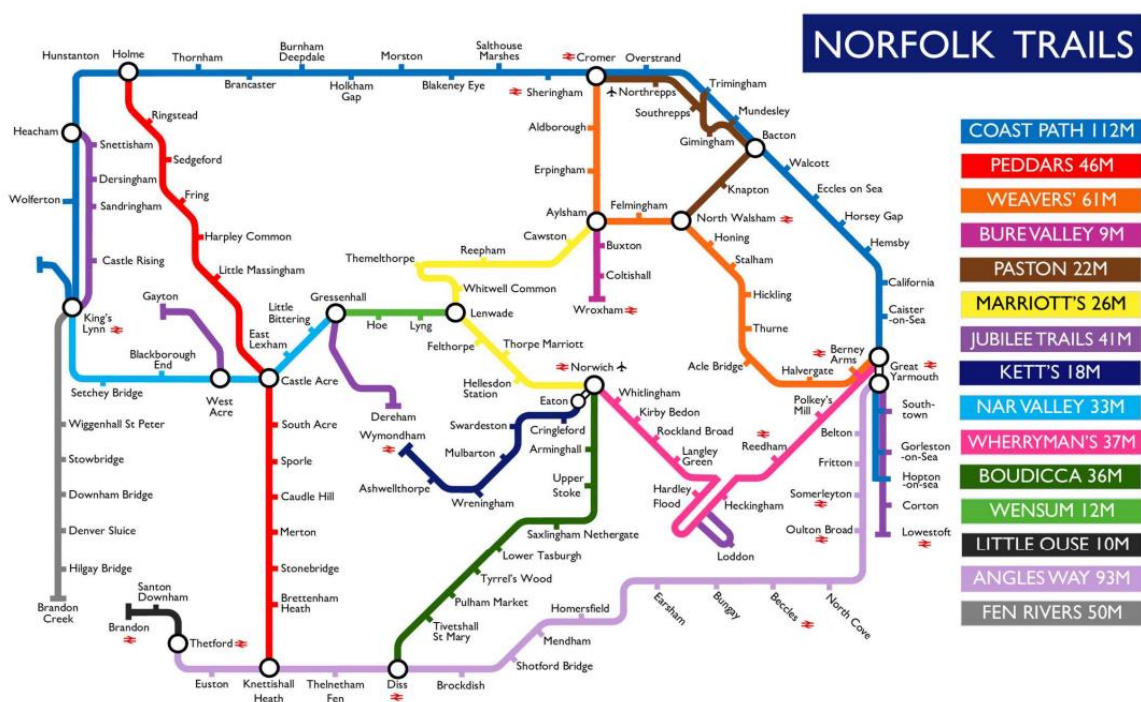 NORFOLK TRAILS
COAST PATH 112M
PEDDARS 46M
WEAVERS' 61M
BURE VALLEY 9M
PASTON 22M
MARRIOTT'S 26M
JUBILEE TRAILS 41M
KETT'S 18M
NAR VALLEY 33M
WHERRYMAN'S 37M
BOUDICCA 36M
WENSUM 12M
LITTLE OUSE 10M
ANGLES WAY 93M
FEN RIVERS 50M
Hunstanton
Holme
Thornham
Brancaster
Burnham
Deepdale
Holkham
Gap
Morston
Blakeney Eye
Salthouse
Marshes
Sheringham
Cromer
Overstrand
Northrepps
Southrepps
Trimingham
Gimingham
Mundesley
Bacton
Walcott
Eccles on Sea
Horsey Gap
Hemsby
California
Caister
-on-Sea
Heacham
Snettisham
Dersingham
Sandringham
Wolferton
Castle Rising
King's
Lynn
Ringstead
Sedgeford
Fring
Harpley Common
Little Massingham
Aldborough
Erpingham
Aylsham
Felmingham
North Walsham
Knapton
Honing
Stalham
Hickling
Thurne
Acle Bridge
Halvergate
Berney
Arms
Great
Yarmouth
Buxton
Coltishall
Wroxham
Cawston
Reepham
Themelthorpe
Whitwell Common
Lenwade
Felthorpe
Thorpe Marriott
Hellesdon
Station
Norwich
Gayton
Blackborough
End
Setchey Bridge
West
Acre
East
Lexham
Little
Bittering
Gressenhall
Hoe
Lyng
Castle Acre
Dereham
Wymondham
Ashwellthorpe
Wreningham
Mulbarton
Swardeston
Eaton
Cringleford
Arminghall
Upper
Stoke
Saxlingham Nethergate
Lower Tasburgh
Tyrrel's Wood
Pulham Market
Tivetshall
St Mary
Diss
Whitlingham
Kirby Bedon
Rockland Broad
Langley
Green
Hardley
Flood
Loddon
Heckingham
Reedham
Polkey's
Mill
Belton
Fritton
Somerleyton
Oulton Broad
South-
town
Gorleston
-on-Sea
Hopton
-on-sea
Corton
Lowestoft
Wiggenhall St Peter
Stowbridge
Downham Bridge
Denver Sluice
Hilgay Bridge
Brandon
Creek
South Acre
Sporle
Caudle Hill
Merton
Stonebridge
Brettenham
Heath
Santon
Downham
Brandon
Thetford
Euston
Knettishall
Heath
Thelnetham
Fen
Brockdish
Shotford Bridge
Mendham
Homersfield
Earsham
Bungay
Beccles
North Cove